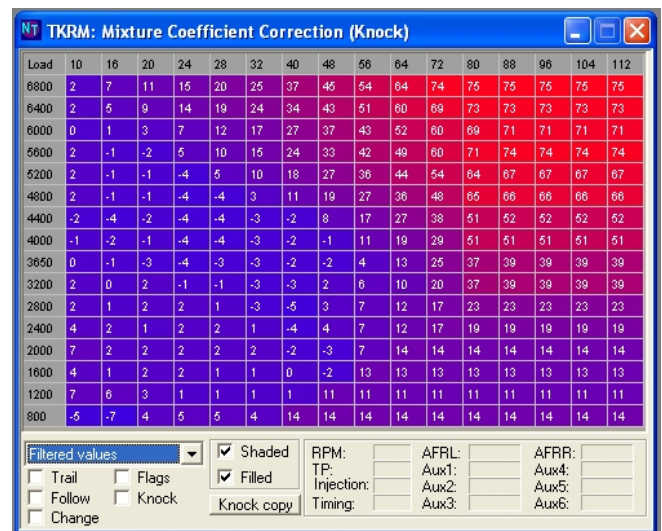 NT TKRM: Mixture Coefficient Correction (Knock)
Load 10 16 20 24 28 32 40 48 56 64 72 80 88 96 104 112
6800 2 7 11 15 20 25 37 45 54 64 74 75 75 75 75 75
6400 2 5 9 14 19 24 34 43 51 60 69 73 73 73 73 73
6000 0 1 3 7 12 17 27 37 43 52 60 69 71 71 71 71
5600 2 -1 -2 5 10 15 24 33 42 49 60 71 74 74 74 74
5200 2 -1 -1 -4 5 10 18 27 36 44 54 64 67 67 67 67
4800 2 -1 -1 -4 -4 3 11 19 27 36 48 65 66 66 66 66
4400 -2 -4 -2 -4 -4 -3 -2 8 17 27 38 51 52 52 52 52
4000 -1 -2 -1 -4 -4 -3 -2 -1 11 19 29 51 51 51 51 51
3650 0 -1 -3 -4 -3 -3 -2 -2 4 13 25 37 39 39 39 39
3200 2 0 2 -1 -1 -3 -3 2 6 10 20 37 39 39 39 39
2800 2 1 2 2 1 -3 -5 3 7 12 17 23 23 23 23 23
2400 4 2 1 2 2 1 -4 4 7 12 17 19 19 19 19 19
2000 7 2 2 2 2 2 -2 -3 7 14 14 14 14 14 14 14
1600 4 1 2 2 1 1 0 -2 13 13 13 13 13 13 13 13
1200 7 6 3 1 1 1 1 11 11 11 11 11 11 11 11 11
800 -5 -7 4 5 5 4 14 14 14 14 14 14 14 14 14 14
Filtered values
Trail Flags
Follow Knock
Change
Shaded
Filled
Knock copy
RPM: AFRL: AFRR:
TP: Aux1: Aux4:
Injection: Aux2: Aux5:
Timing: Aux3: Aux6: